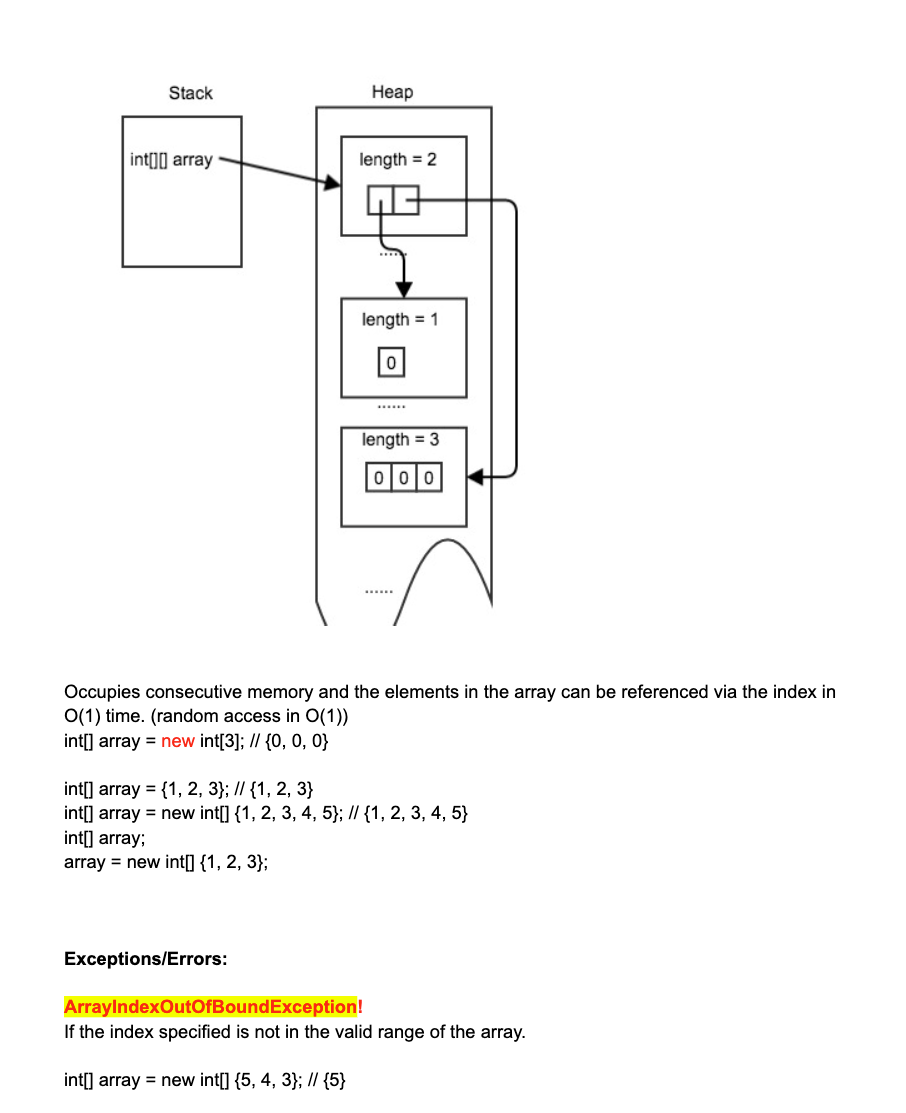 Stack
Heap
int[][] array
length = 2
......
length = 1
0
......
length = 3
0 0 0
......
Occupies consecutive memory and the elements in the array can be referenced via the index in
O(1) time. (random access in O(1))
int[] array = new int[3]; // {0, 0, 0}
int[] array = {1, 2, 3}; // {1, 2, 3}
int[] array = new int[] {1, 2, 3, 4, 5}; // {1, 2, 3, 4, 5}
int[] array;
array = new int[] {1, 2, 3};
Exceptions/Errors:
ArrayIndexOutOfBoundException!
If the index specified is not in the valid range of the array.
int[] array = new int[] {5, 4, 3}; // {5}